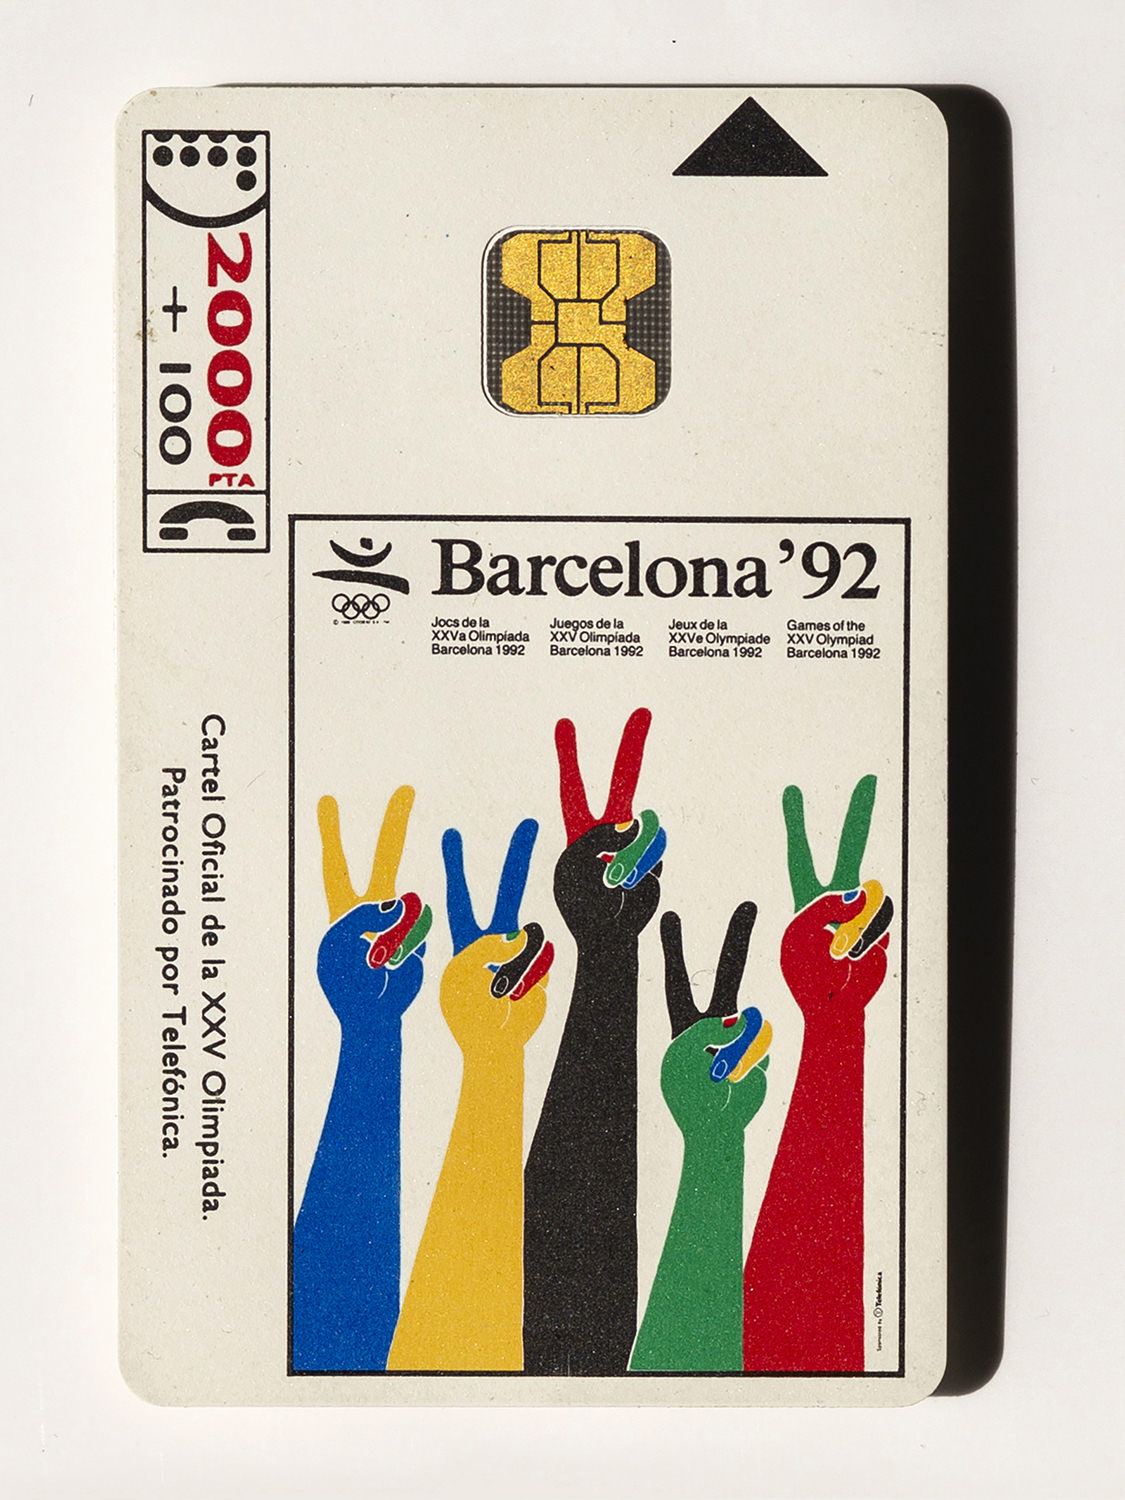 2000
PTA
+ 100
Barcelona ’92
Jocs de la
XXVa Olimpíada
Barcelona 1992
Juegos de la
XXV Olimpíada
Barcelona 1992
Jeux de la
XXVe Olympiade
Barcelona 1992
Games of the
XXV Olympiad
Barcelona 1992
Cartel Oficial de la XXV Olimpiada.
Patrocinado por Telefónica.
Telefónica